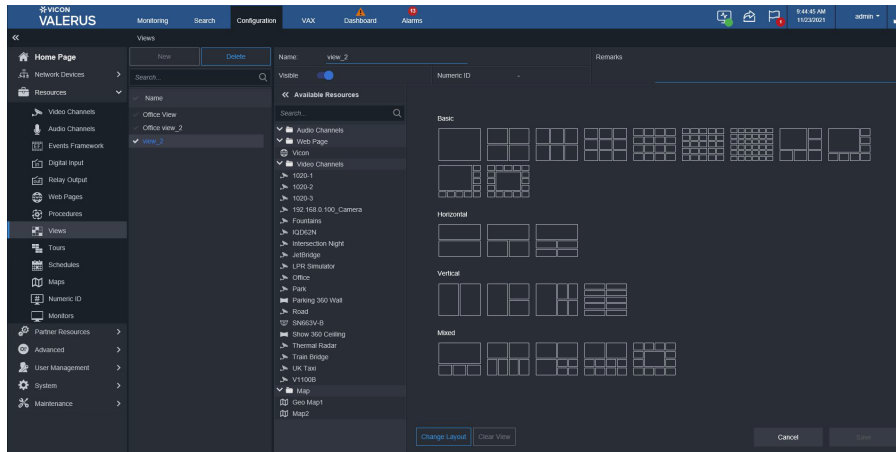 VICON
VALERUS
Monitoring
Search
Configuration
VAX
Dashboard
Alarms
13
1
9:44:45 AM
11/23/2021
admin
Views
Home Page
Network Devices
Resources
Video Channels
Audio Channels
Events Framework
Digital Input
Relay Output
Web Pages
Procedures
Views
Tours
Schedules
Maps
Numeric ID
Monitors
Partner Resources
Advanced
User Management
System
Maintenance
New
Delete
Search...
Name
Office View
Office view_2
view_2
Name:
view_2
Remarks
Visible
Numeric ID
-
Available Resources
Search...
Audio Channels
Web Page
Vicon
Video Channels
1020-1
1020-2
1020-3
192.168.0.100_Camera
Fountains
IQD62N
Intersection Night
JetBridge
LPR Simulator
Office
Park
Parking 360 Wall
Road
SN663V-B
Show 360 Ceiling
Thermal Radar
Train Bridge
UK Taxi
V1100B
Map
Geo Map1
Map2
Basic
Horizontal
Vertical
Mixed
Change Layout
Clear View
Cancel
Save